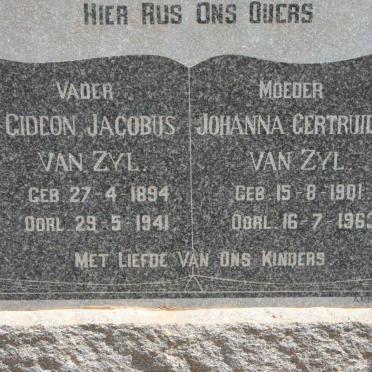 HIER RUS ONS OUERS
VADER
GIDEON JACOBUS
VAN ZYL.
GEB 27-4-1894
OORL. 29-5-1941.
MOEDER
JOHANNA
VAN ZYL.
GEB. 15-8-1901
OORL. 16-7-1963
MET LIEFDE VAN ONS KINDERS